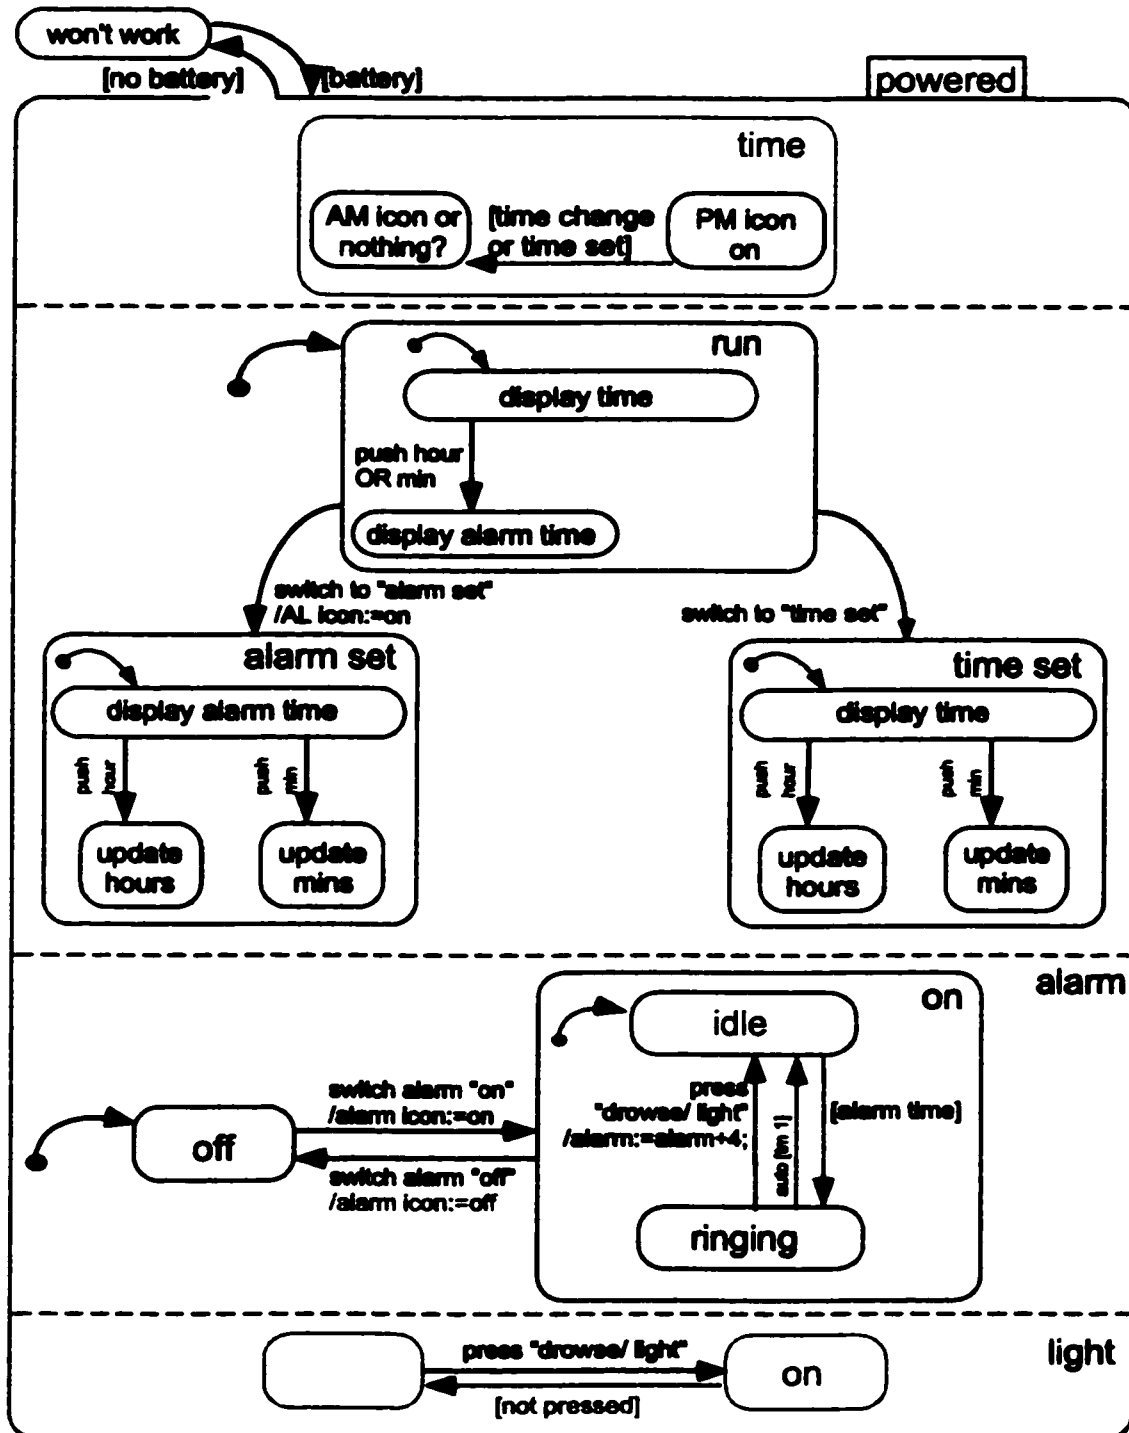 won't work
[no battery]
[battery]
powered
time
AM icon or
nothing?
[time change
or time set]
PM icon
on
run
display time
push hour
OR min
display alarm time
switch to "alarm set"
/AL icon:=on
switch to "time set"
alarm set
display alarm time
push
hour
push
min
update
hours
update
mins
time set
display time
push
hour
push
min
update
hours
update
mins
alarm
on
idle
press
"drowse/ light"
/alarm:=alarm+4;
auto [tm 1]
[alarm time]
ringing
off
switch alarm "on"
/alarm icon:=on
switch alarm "off"
/alarm icon:=off
light
press "drowse/ light"
on
[not pressed]